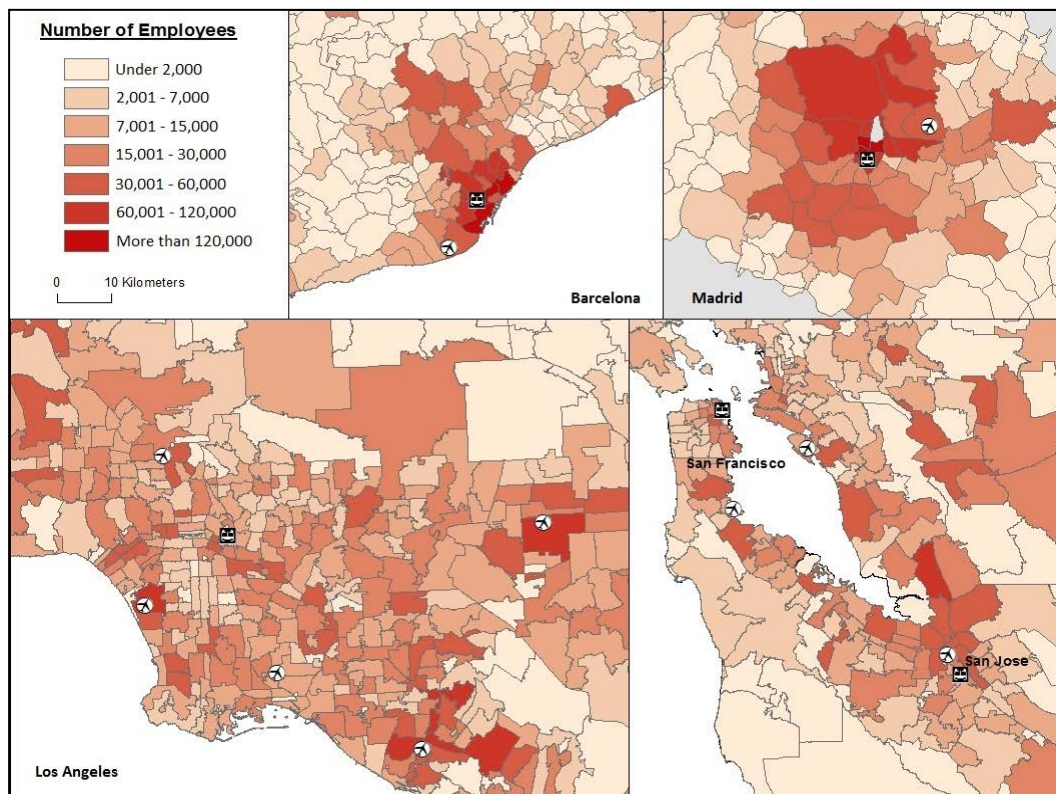 Number of Employees
Under 2,000
2,001 - 7,000
7,001 - 15,000
15,001 - 30,000
30,001 - 60,000
60,001 - 120,000
More than 120,000
0 10 Kilometers
Barcelona
Madrid
San Francisco
San Jose
Los Angeles